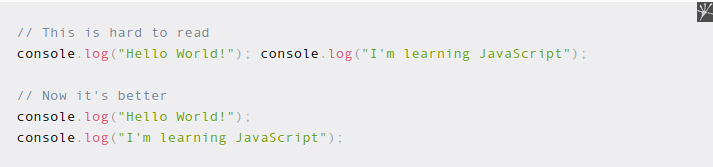 // This is hard to read
console.log("Hello World!"); console.log("I'm learning JavaScript");
// Now it's better
console.log("Hello World!");
console.log("I'm learning JavaScript");